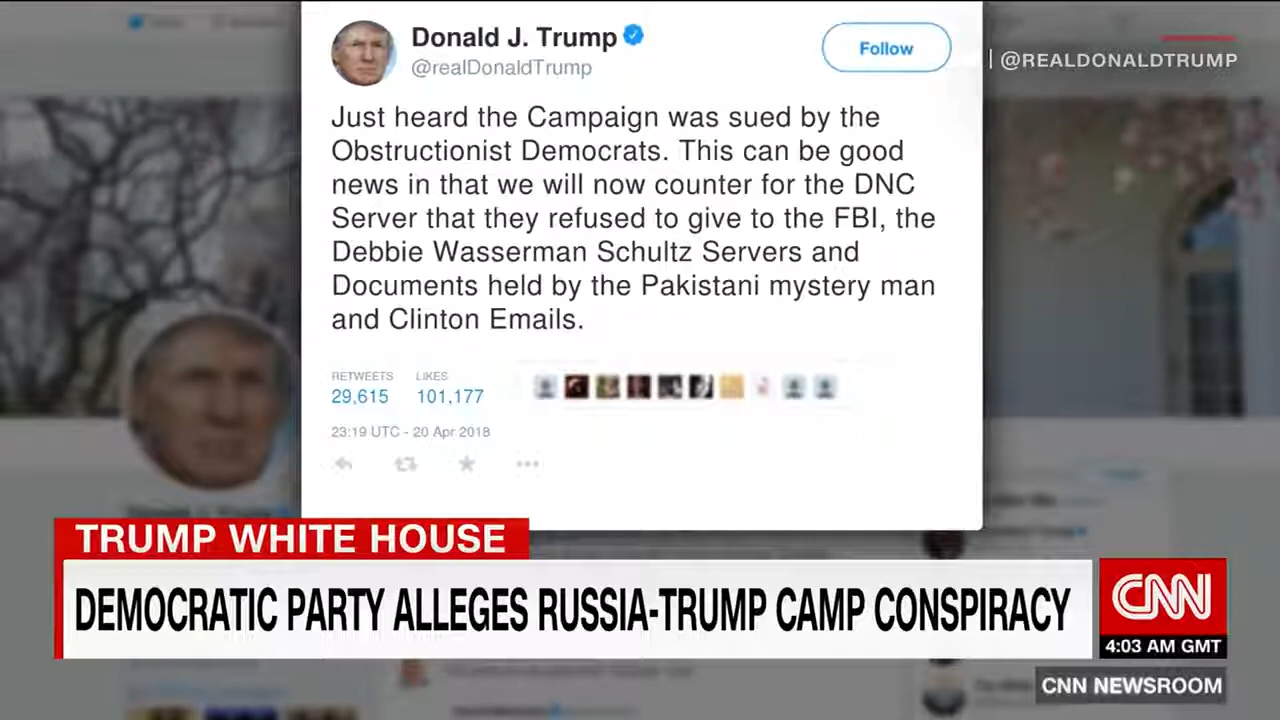 Donald J. Trump
@realDonaldTrump
Follow
| @REALDONALDTRUMP
Just heard the Campaign was sued by the
Obstructionist Democrats. This can be good
news in that we will now counter for the DNC
Server that they refused to give to the FBI, the
Debbie Wasserman Schultz Servers and
Documents held by the Pakistani mystery man
and Clinton Emails.
RETWEETS LIKES
29,615 101,177
23:19 UTC - 20 Apr 2018
TRUMP WHITE HOUSE
DEMOCRATIC PARTY ALLEGES RUSSIA-TRUMP CAMP CONSPIRACY
CNN
4:03 AM GMT
CNN NEWSROOM